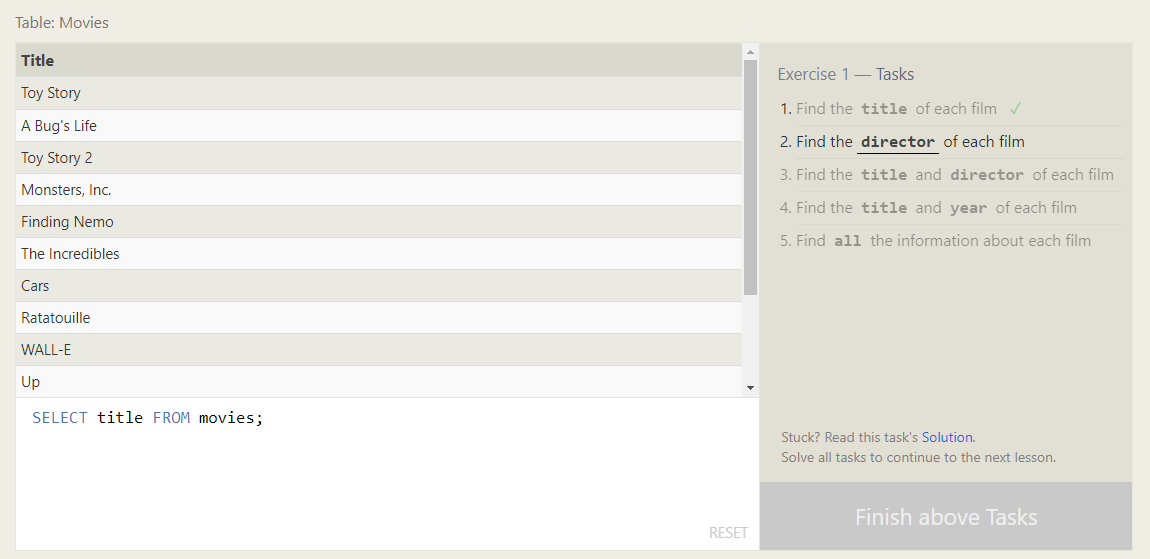 Table: Movies
Title
Toy Story
A Bug's Life
Toy Story 2
Monsters, Inc.
Finding Nemo
The Incredibles
Cars
Ratatouille
WALL-E
Up
SELECT title FROM movies;
RESET
Exercise 1 — Tasks
1. Find the title of each film ✓
2. Find the director of each film
3. Find the title and director of each film
4. Find the title and year of each film
5. Find all the information about each film
Stuck? Read this task's Solution.
Solve all tasks to continue to the next lesson.
Finish above Tasks